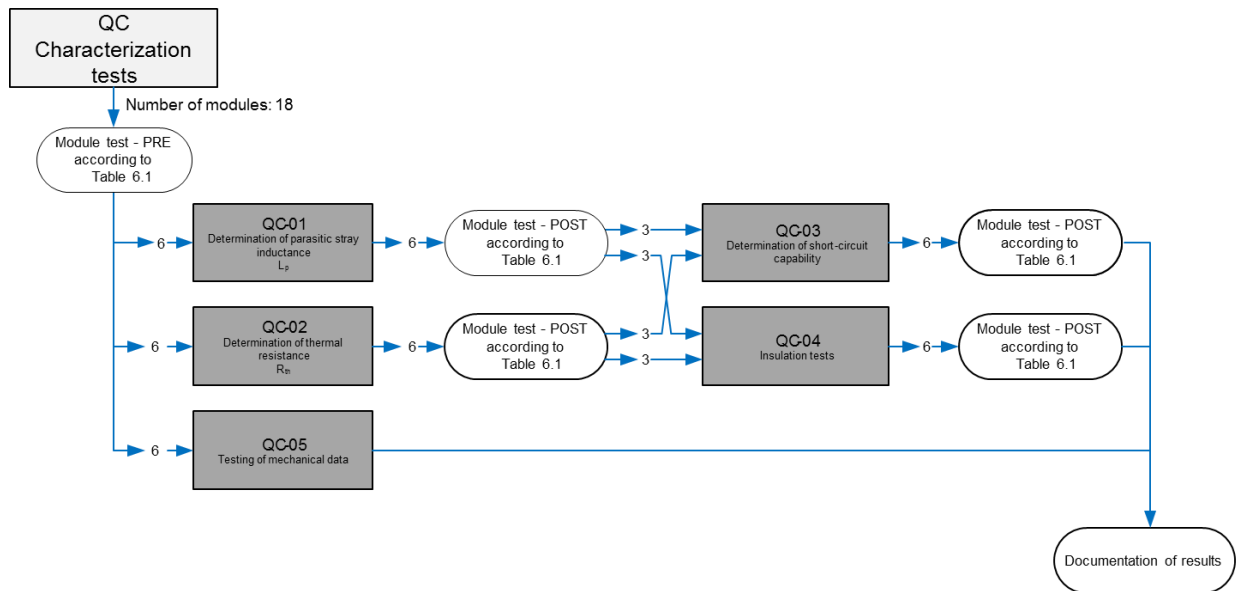 QC
Characterization
tests
Number of modules: 18
Module test - PRE
according to
Table 6.1
6
QC-01
Determination of parasitic stray
inductance
Lp
6
Module test - POST
according to
Table 6.1
3
3
QC-03
Determination of short-circuit
capability
6
Module test - POST
according to
Table 6.1
6
QC-02
Determination of thermal
resistance
Rth
6
Module test - POST
according to
Table 6.1
3
3
QC-04
Insulation tests
6
Module test - POST
according to
Table 6.1
6
QC-05
Testing of mechanical data
Documentation of results